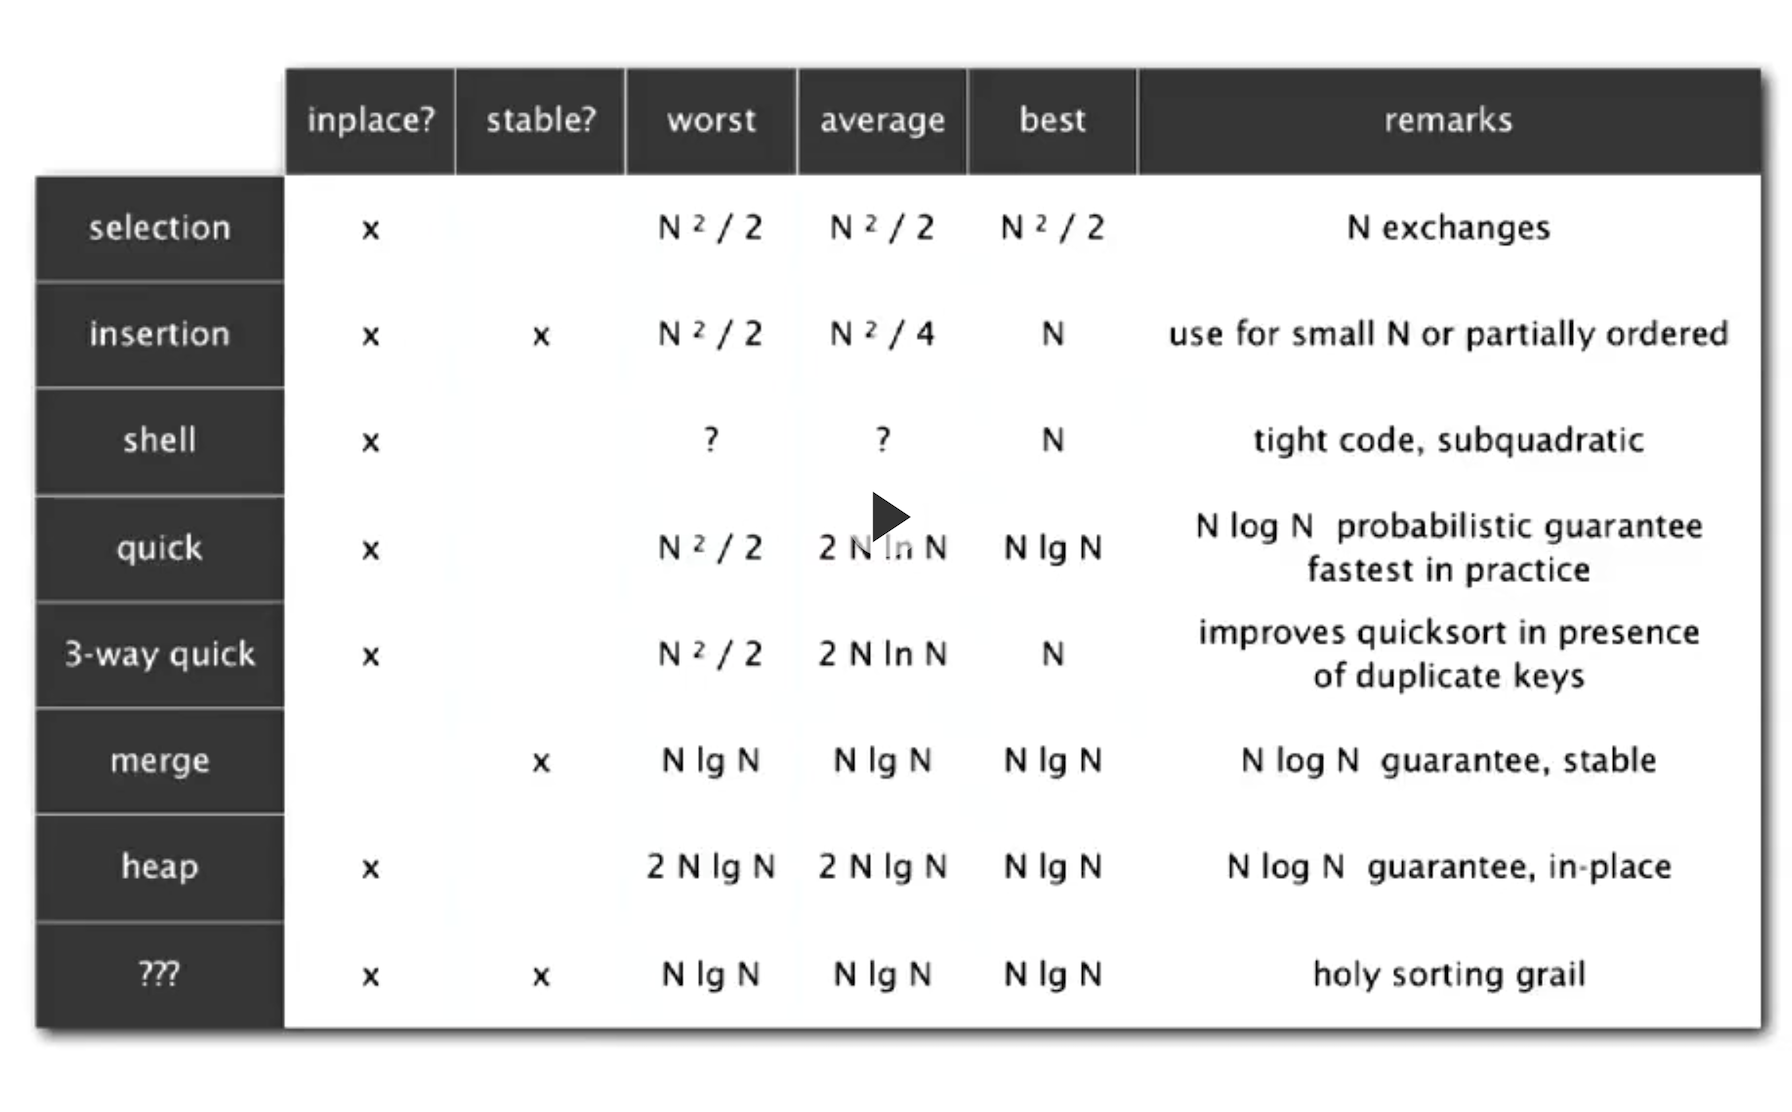 inplace? stable? worst average best remarks
selection x N ² / 2 N ² / 2 N ² / 2 N exchanges
insertion x x N ² / 2 N ² / 4 N use for small N or partially ordered
shell x ? ? N tight code, subquadratic
quick x N ² / 2 2 N ln N N lg N N log N probabilistic guarantee
fastest in practice
3-way quick x N ² / 2 2 N ln N N improves quicksort in presence
of duplicate keys
merge x N lg N N lg N N lg N N log N guarantee, stable
heap x 2 N lg N 2 N lg N N lg N N log N guarantee, in-place
??? x x N lg N N lg N N lg N holy sorting grail